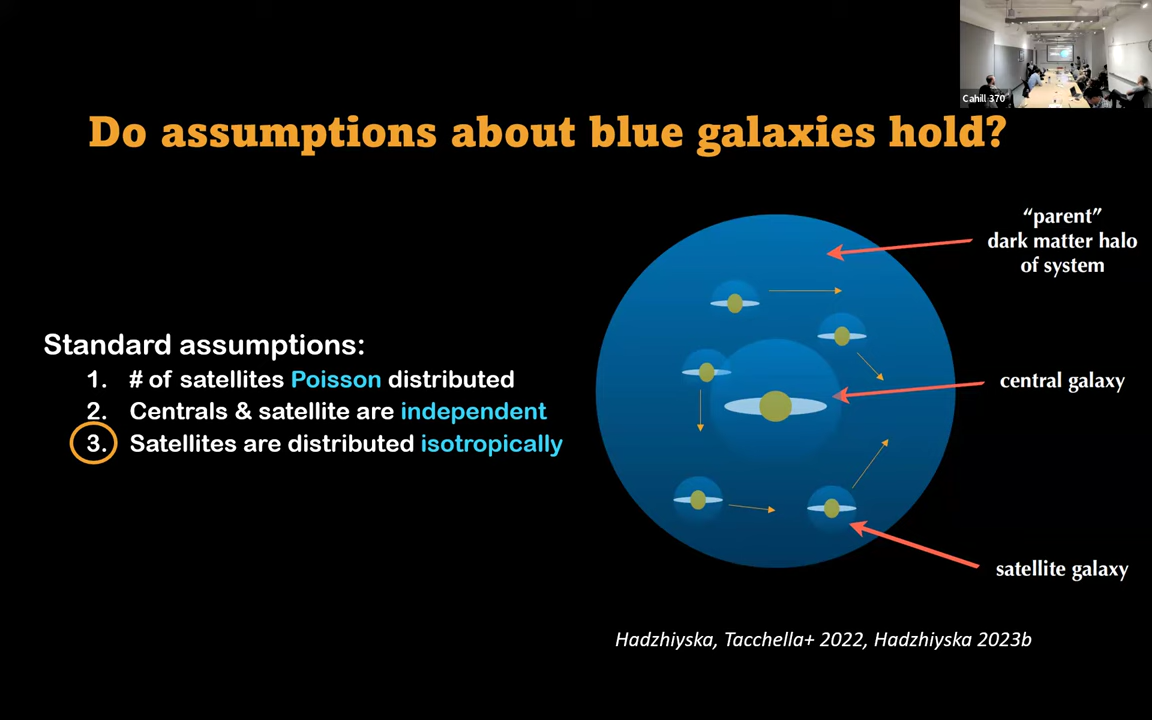 Cahill 370
Do assumptions about blue galaxies hold?
"parent"
dark matter halo
of system
Standard assumptions:
1. # of satellites Poisson distributed
2. Centrals & satellite are independent
3. Satellites are distributed isotropically
central galaxy
satellite galaxy
Hadzhiyska, Tacchella+ 2022, Hadzhiyska 2023b